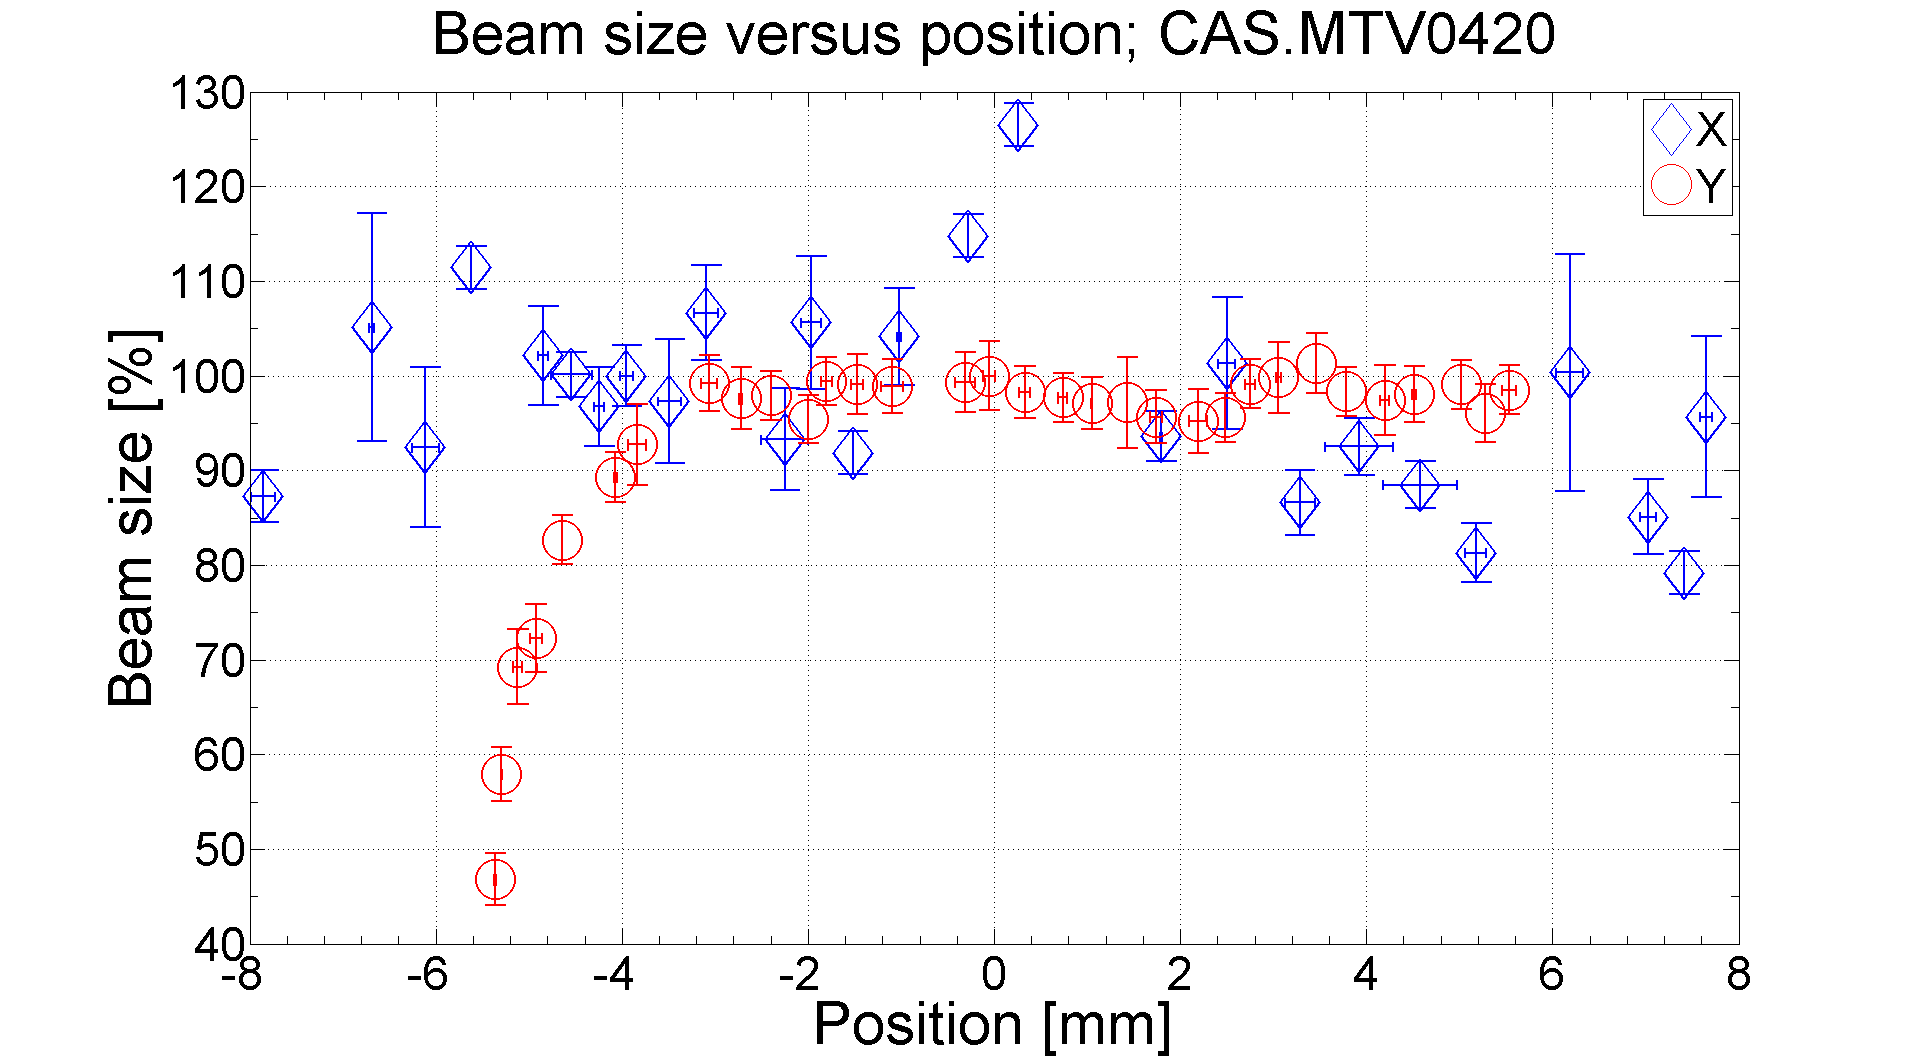 Beam size versus position; CAS.MTV0420
130
120
110
100
90
80
70
60
50
40
Beam size [%]
X
Y
-8 -6 -4 -2 0 2 4 6 8
Position [mm]